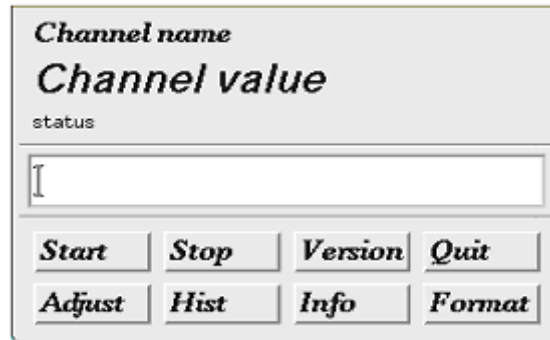 Channel name
Channel value
status
Start Stop Version Quit
Adjust Hist Info Format